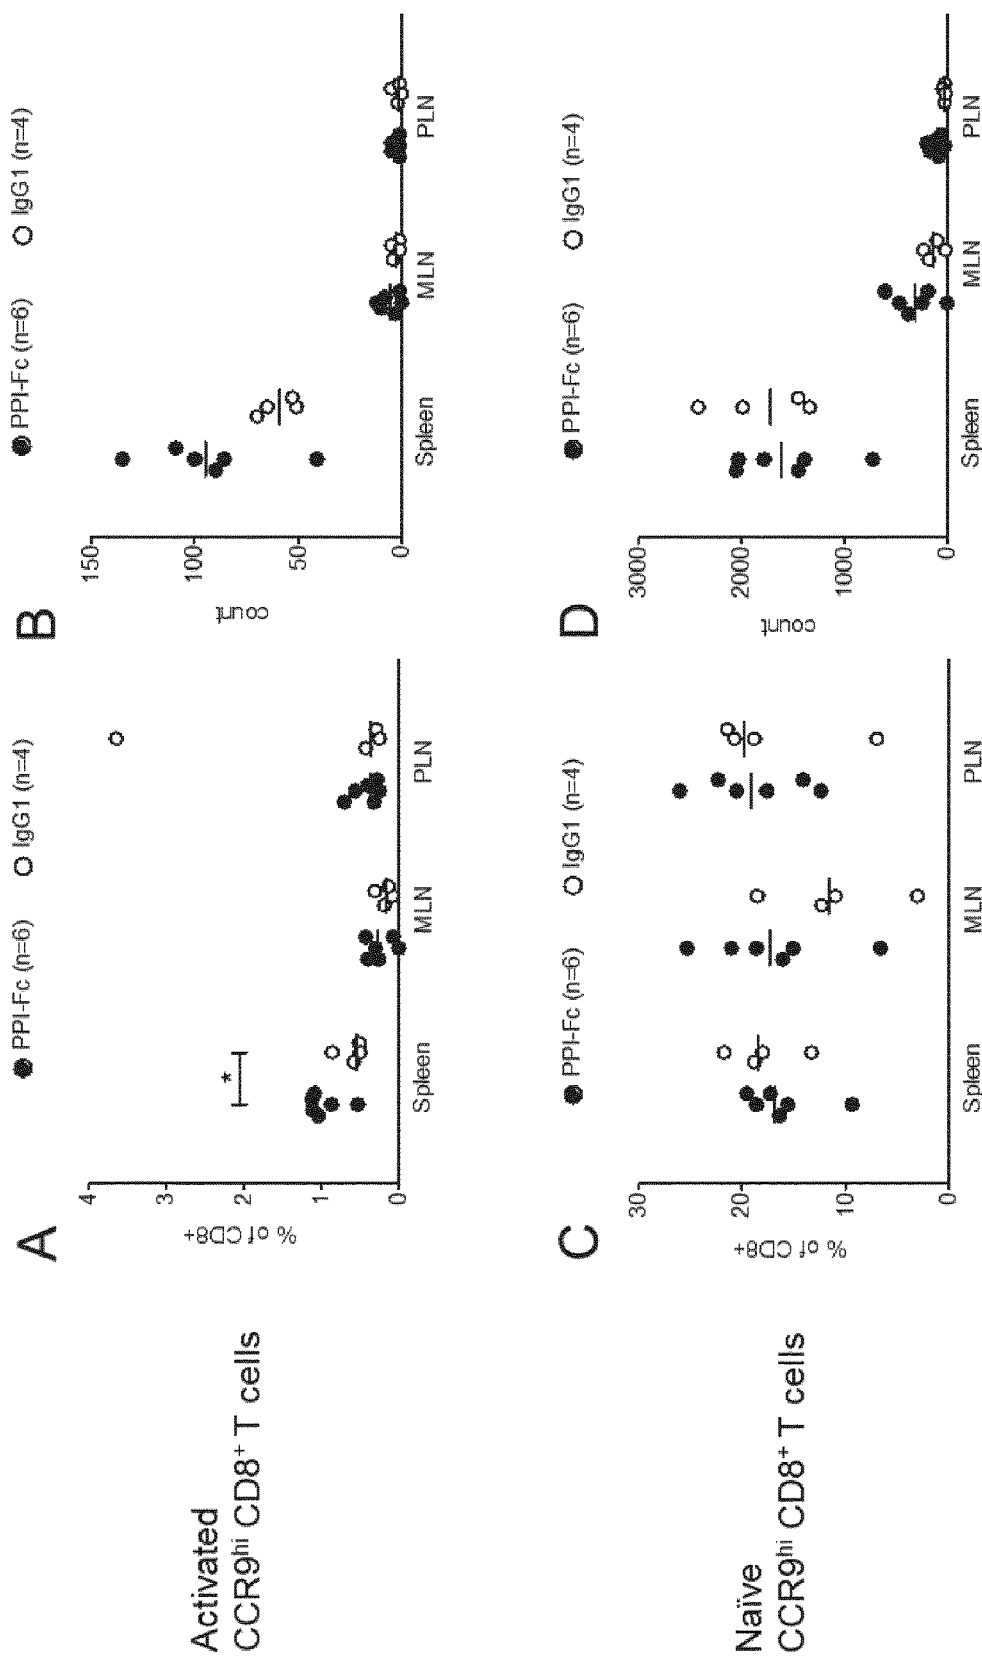 Activated
CCR9hi CD8+ T cells
A
● PPI-Fc (n=6) ○ IgG1 (n=4)
% of CD8+
4
3
2
1
0
*
Spleen MLN PLN
B
● PPI-Fc (n=6) ○ IgG1 (n=4)
count
150
100
50
0
Spleen MLN PLN
Naïve
CCR9hi CD8+ T cells
C
● PPI-Fc (n=6) ○ IgG1 (n=4)
% of CD8+
30
20
10
0
Spleen MLN PLN
D
● PPI-Fc (n=6) ○ IgG1 (n=4)
count
3000
2000
1000
0
Spleen MLN PLN